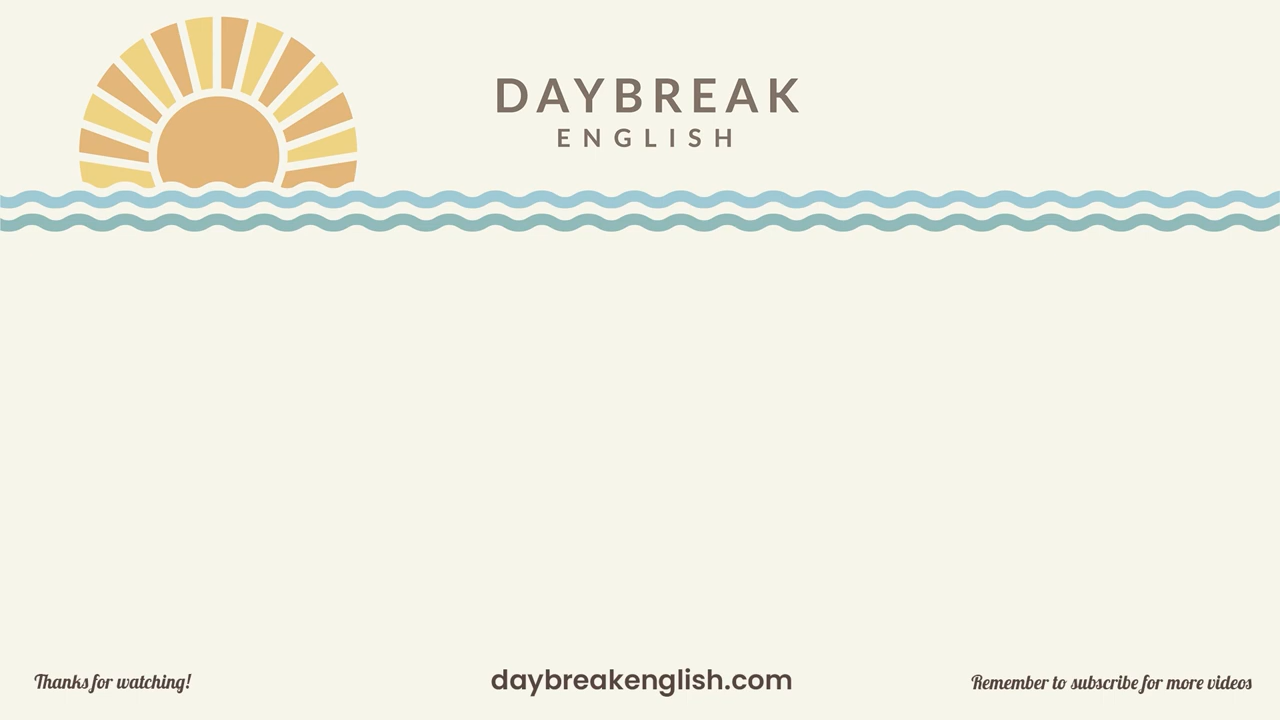 DAYBREAK
ENGLISH
Thanks for watching!
daybreakenglish.com
Remember to subscribe for more videos